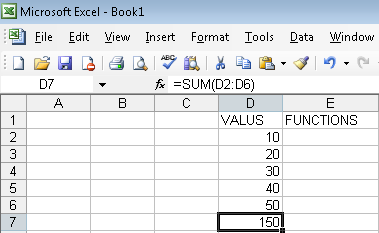 Microsoft Excel - Book1
File Edit View Insert Format Tools Data Window
ABC
D7 fx =SUM(D2:D6)
A B C D E
1 VALUS FUNCTIONS
2 10
3 20
4 30
5 40
6 50
7 150